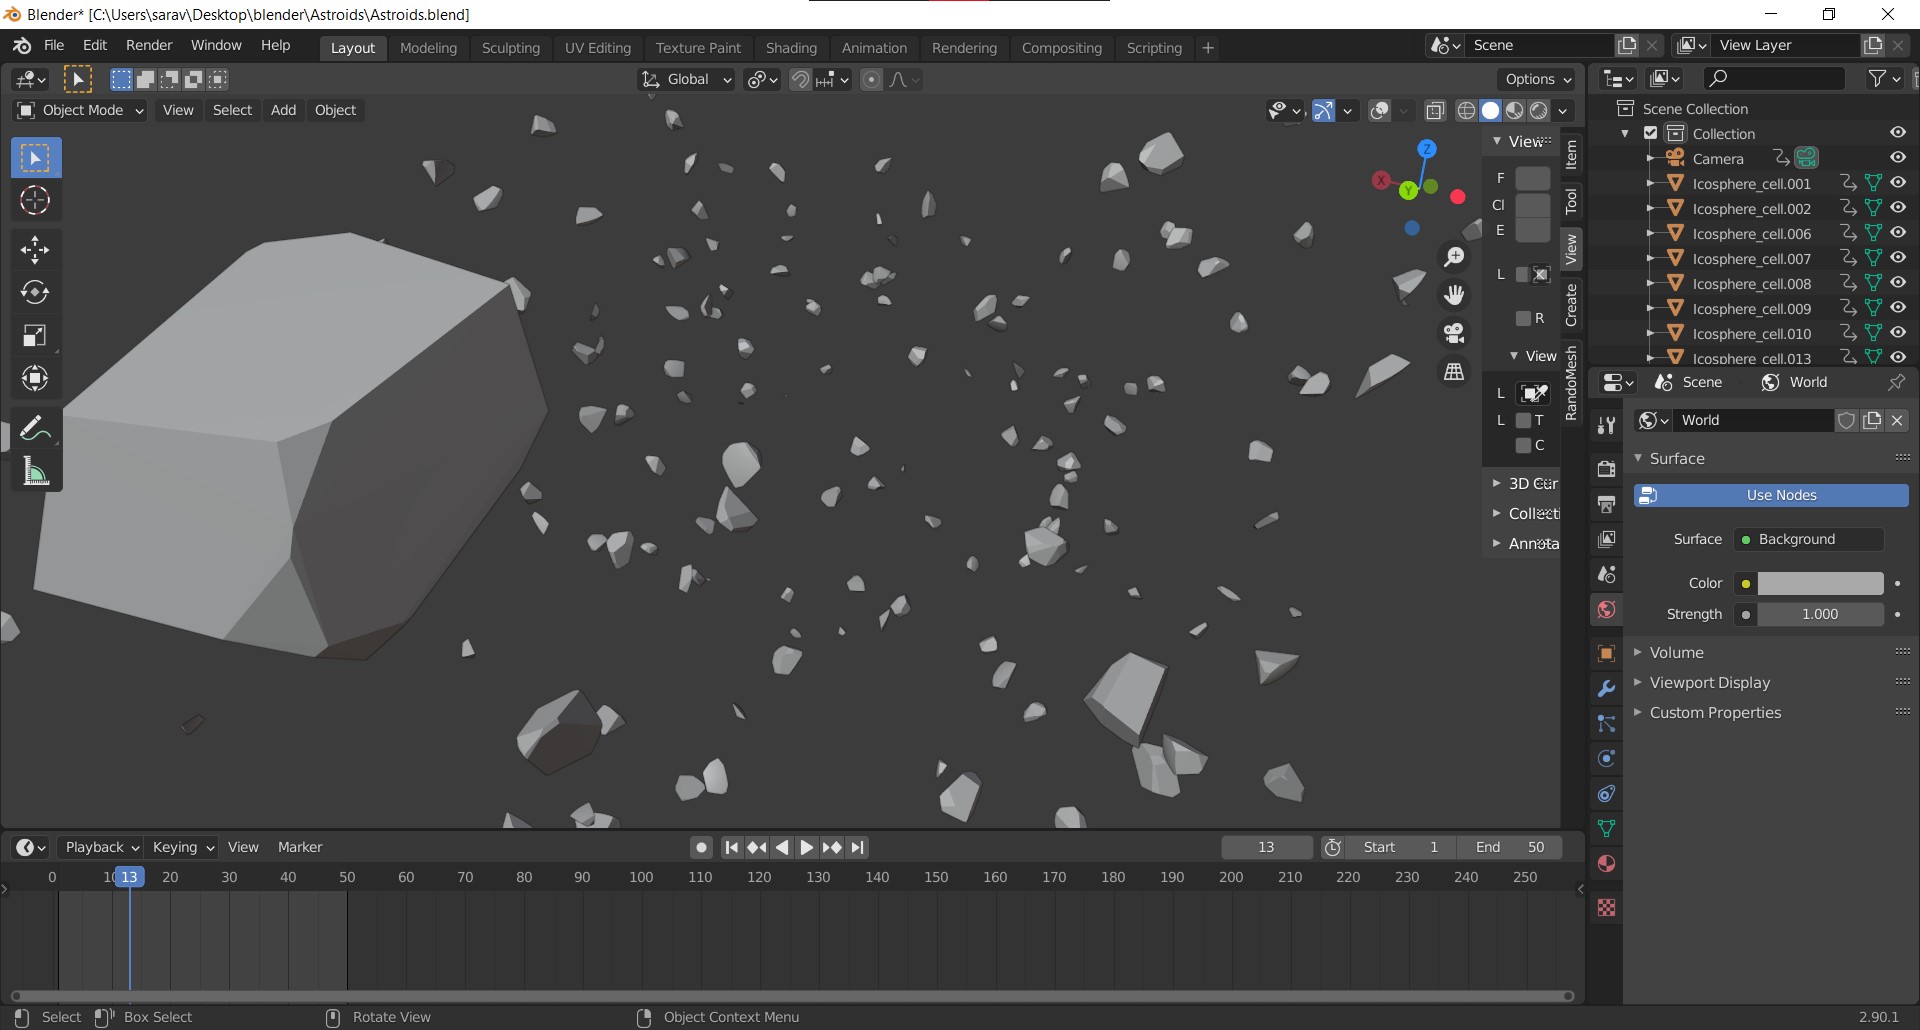 Blender* [C:\Users\sarav\Desktop\blender\Astroids\Astroids.blend]
File Edit Render Window Help Layout Modeling Sculpting UV Editing Texture Paint Shading Animation Rendering Compositing Scripting + Scene View Layer
Global Options
Object Mode View Select Add Object
Z
X
Y
View
F
Cl
E
L
R
View
L
L T
C
3D Cur
Collecti
Annota
Item
Tool
View
Create
RandoMesh
Scene Collection
Collection
Camera
Icosphere_cell.001
Icosphere_cell.002
Icosphere_cell.006
Icosphere_cell.007
Icosphere_cell.008
Icosphere_cell.009
Icosphere_cell.010
Icosphere_cell.013
Scene World
World
Surface
Use Nodes
Surface Background
Color
Strength 1.000
Volume
Viewport Display
Custom Properties
Playback Keying View Marker 13 Start 1 End 50
0 10 13 20 30 40 50 60 70 80 90 100 110 120 130 140 150 160 170 180 190 200 210 220 230 240 250
Select Box Select Rotate View Object Context Menu 2.90.1